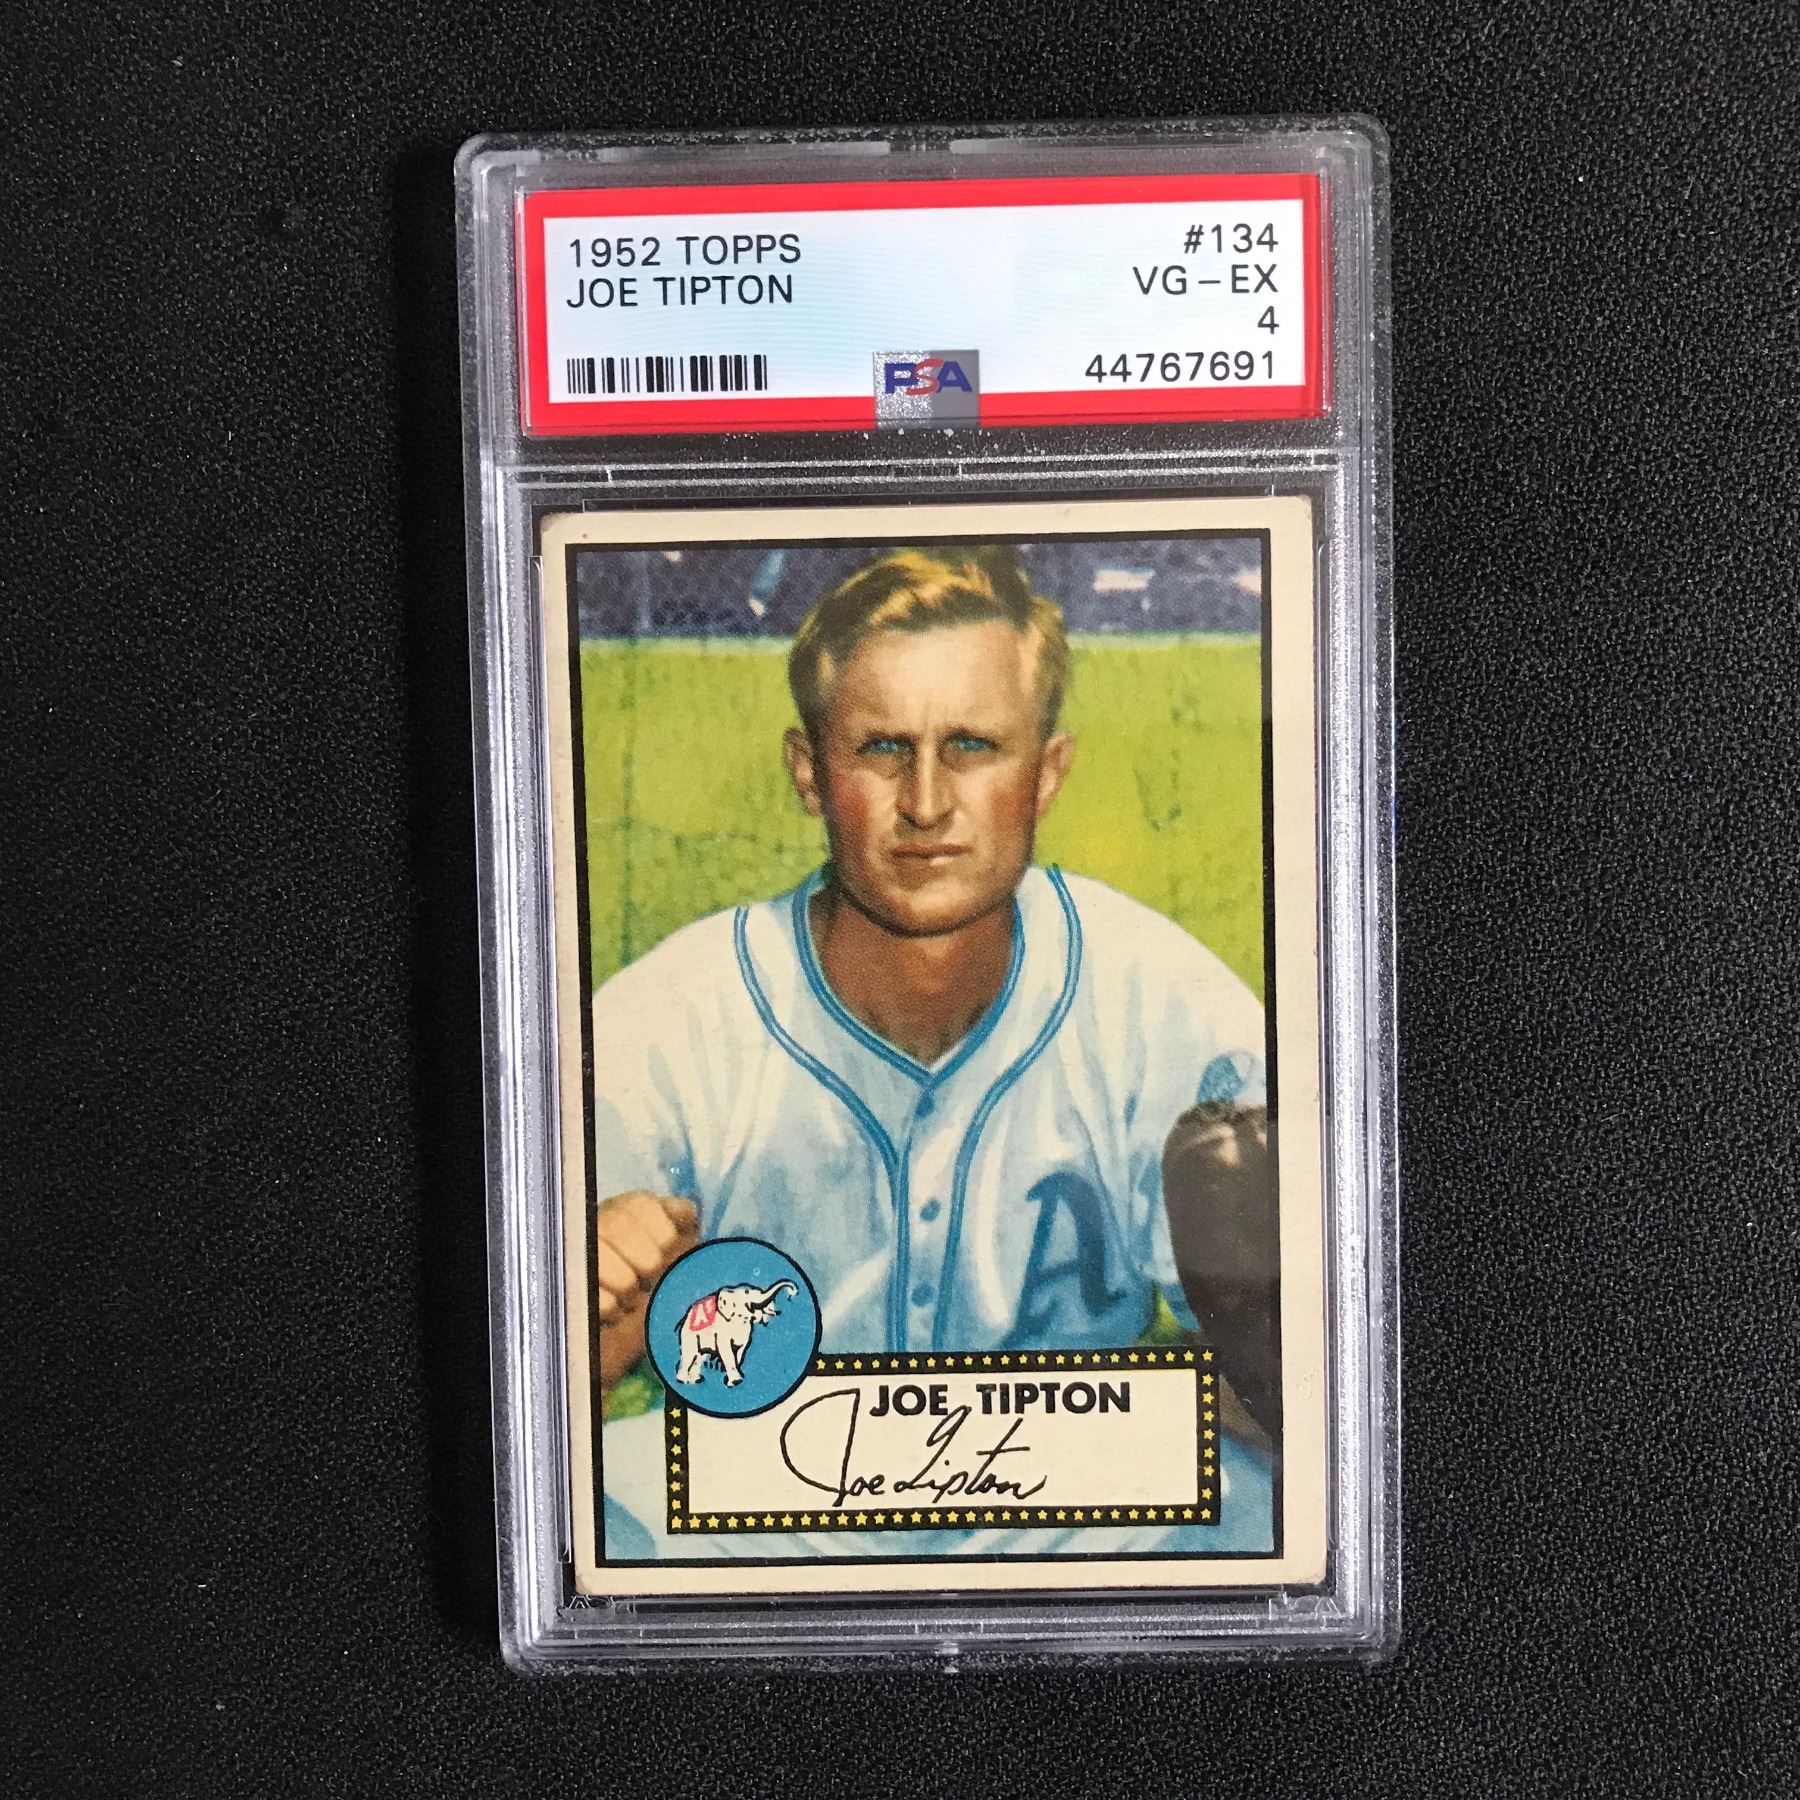 1952 TOPPS #134
JOE TIPTON VG-EX
4
PSA 44767691
A
A's
JOE TIPTON
Joe Tipton